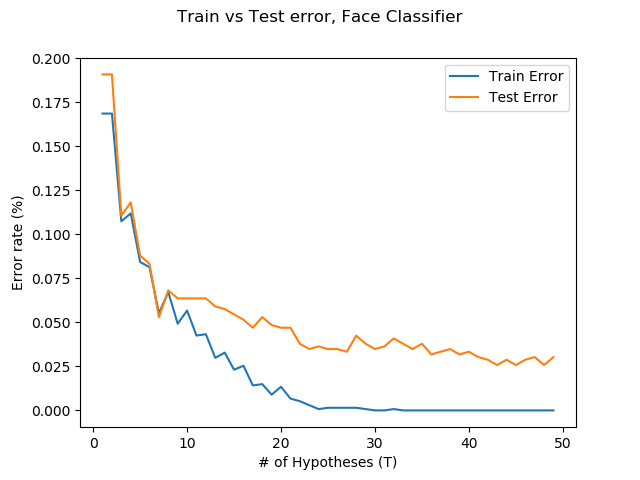 Train vs Test error, Face Classifier
Train Error
Test Error
0.200
0.175
0.150
0.125
0.100
0.075
0.050
0.025
0.000
Error rate (%)
0 10 20 30 40 50
# of Hypotheses (T)